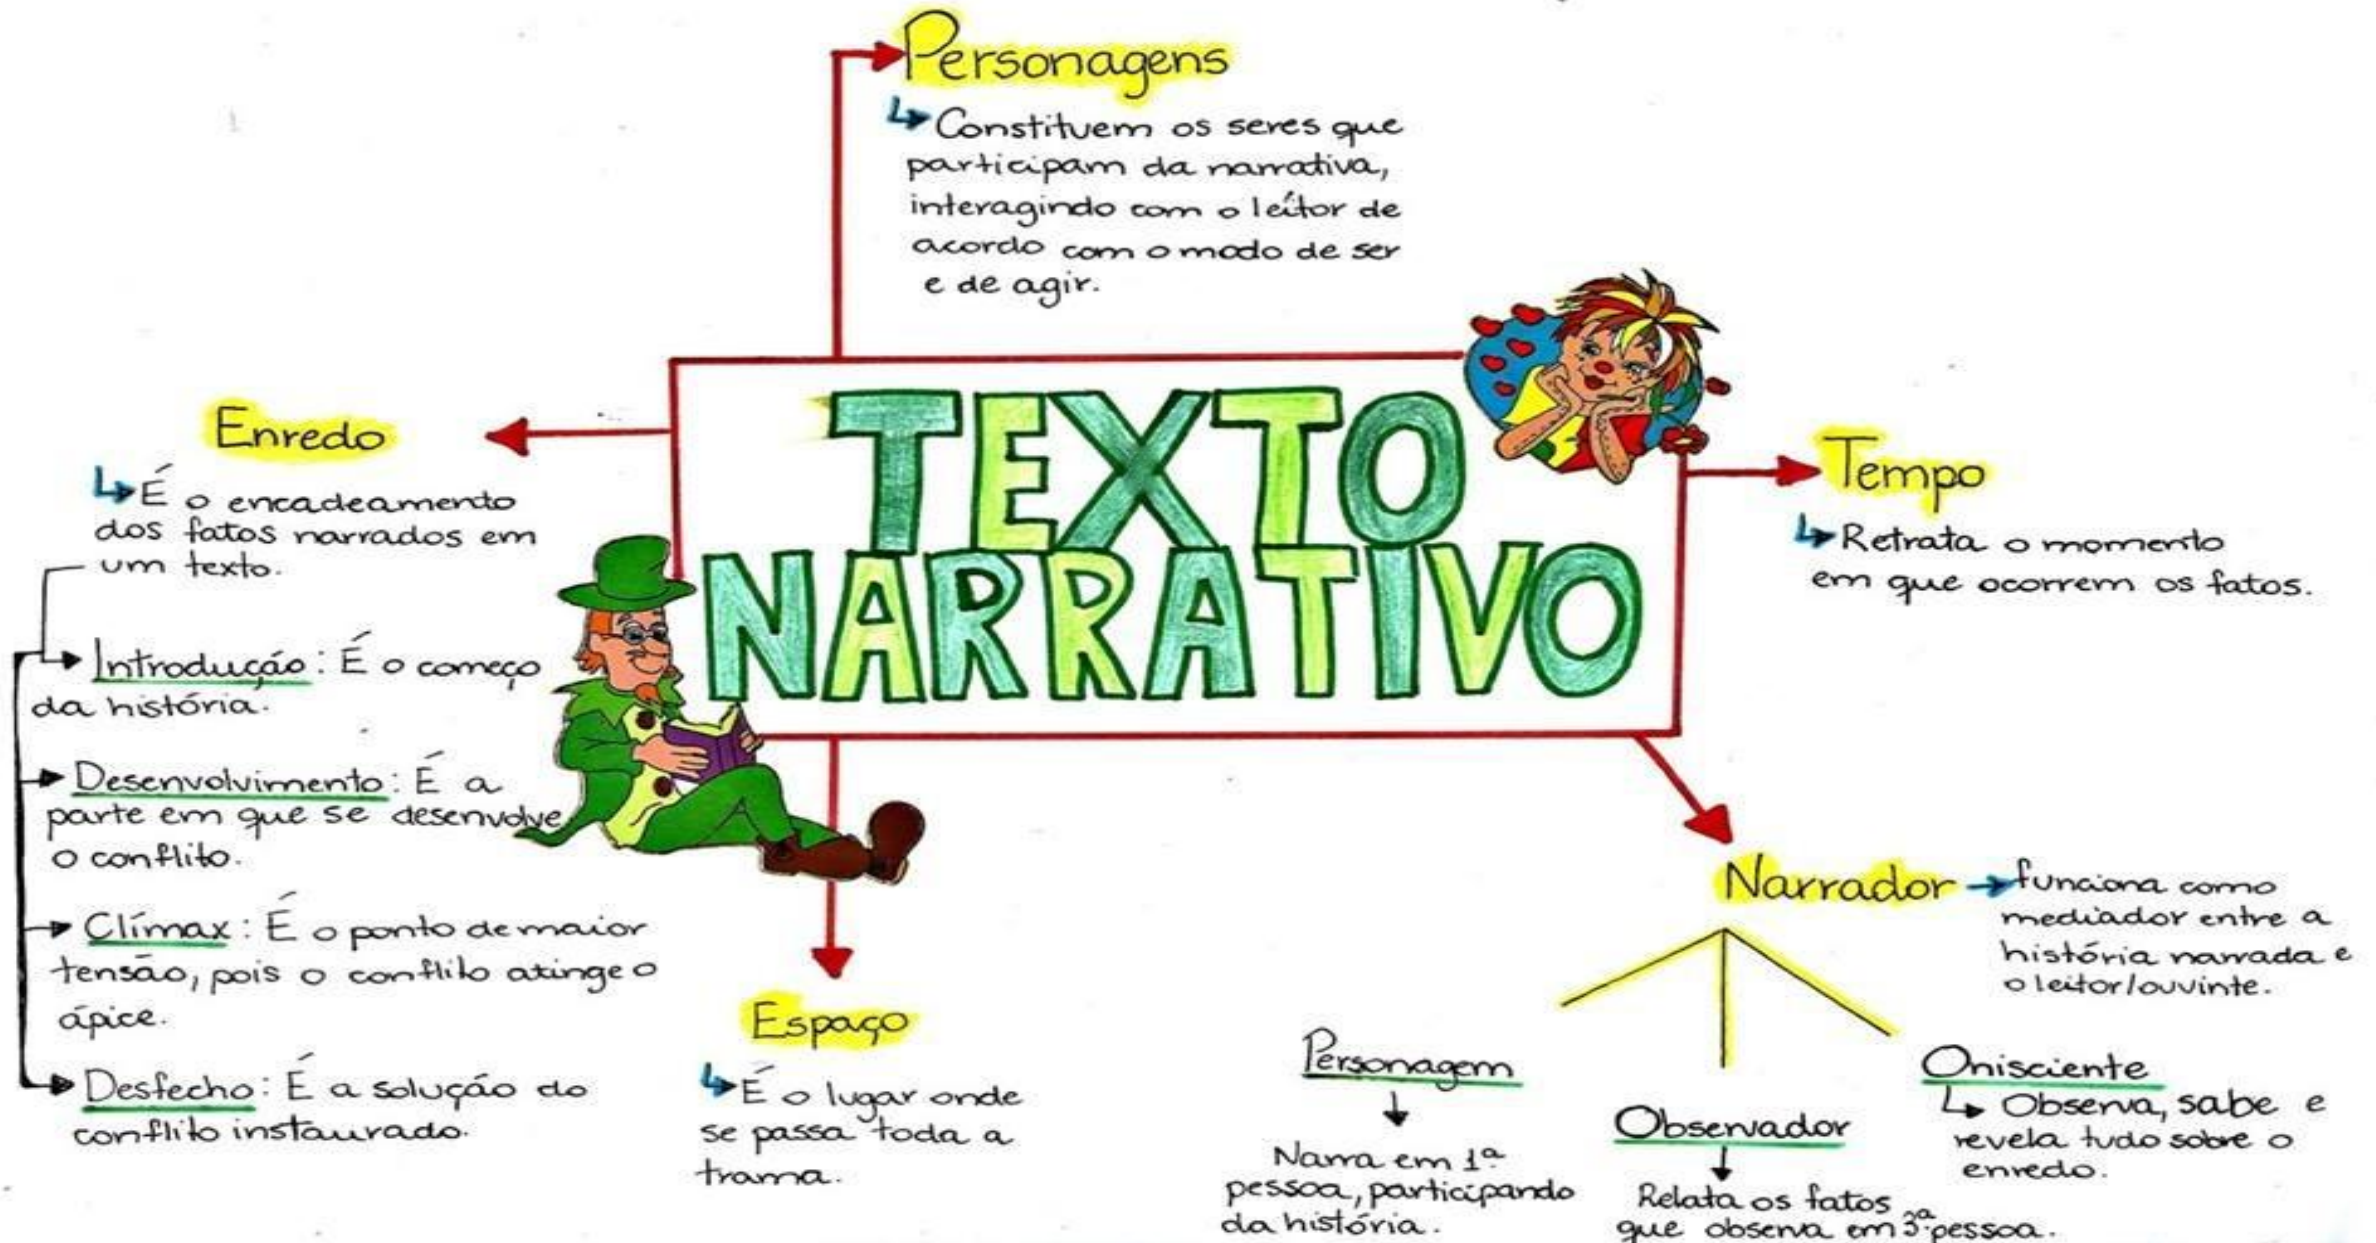 Personagens
Constituem os seres que
participam da narrativa,
interagindo com o leitor de
acordo com o modo de ser
e de agir.
TEXTO
NARRATIVO
Enredo
É o encadeamento
dos fatos narrados em
um texto.
Introdução: É o começo
da história.
Desenvolvimento: É a
parte em que se desenvolve
o conflito.
Clímax: É o ponto de maior
tensão, pois o conflito atinge o
ápice.
Desfecho: É a solução do
conflito instaurado.
Espaço
É o lugar onde
se passa toda a
trama.
Tempo
Retrata o momento
em que ocorrem os fatos.
Narrador
funciona como
mediador entre a
história narrada e
o leitor/ouvinte.
Personagem
Narra em 1ª
pessoa, participando
da história.
Observador
Relata os fatos
que observa em 3ª pessoa.
Onisciente
Observa, sabe e
revela tudo sobre o
enredo.